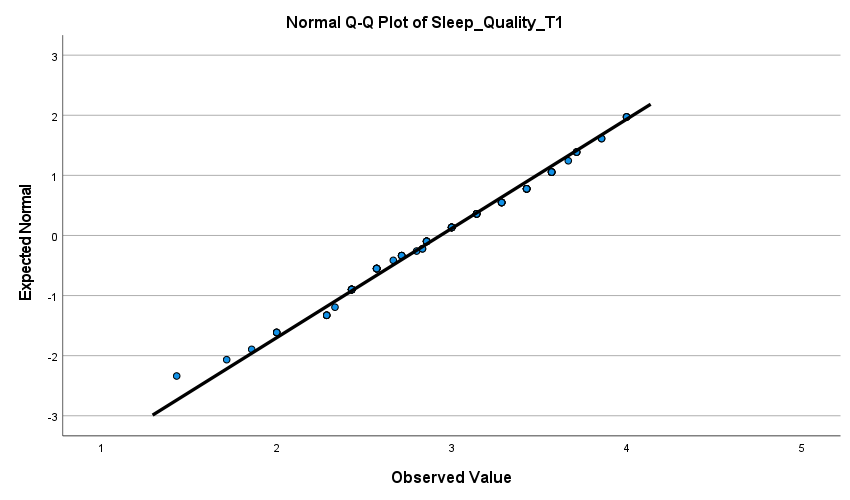 Normal Q-Q Plot of Sleep_Quality_T1
3
2
1
0
-1
-2
-3
Expected Normal
1 2 3 4 5
Observed Value